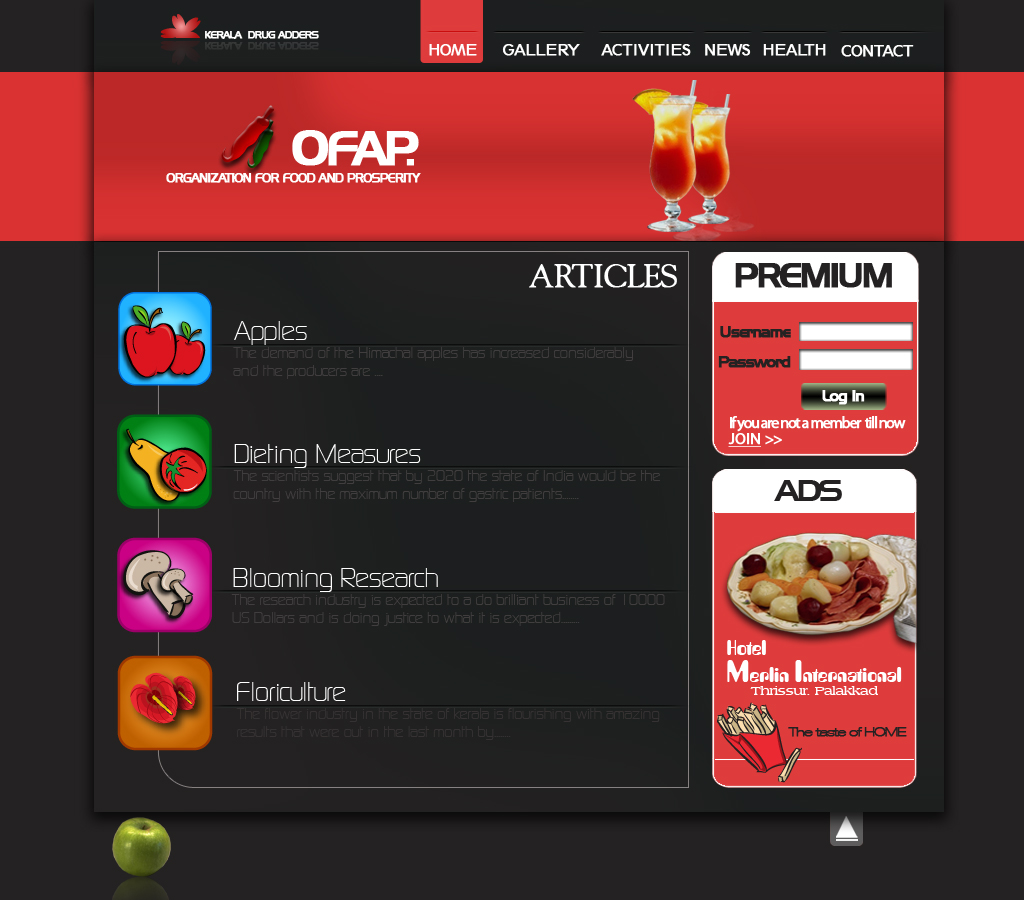 KERALA DRUG ADDERS
HOME GALLERY ACTIVITIES NEWS HEALTH CONTACT
OFAP.
ORGANIZATION FOR FOOD AND PROSPERITY
ARTICLES
Apples
The demand of the Himachal apples has increased considerably
and the producers are ...
Dieting Measures
The scientists suggest that by 2020 the state of India would be the
country with the maximum number of gastric patients.......
Blooming Research
The research industry is expected to a do brilliant business of 10000
US Dollars and is doing justice to what it is expected.......
Floriculture
The flower industry in the state of kerala is flourishing with amazing
results that were out in the last month by......
PREMIUM
Username
Password
Log In
If you are not a member till now
JOIN >>
ADS
Hotel
Merlin International
Thrissur. Palakkad
The taste of HOME